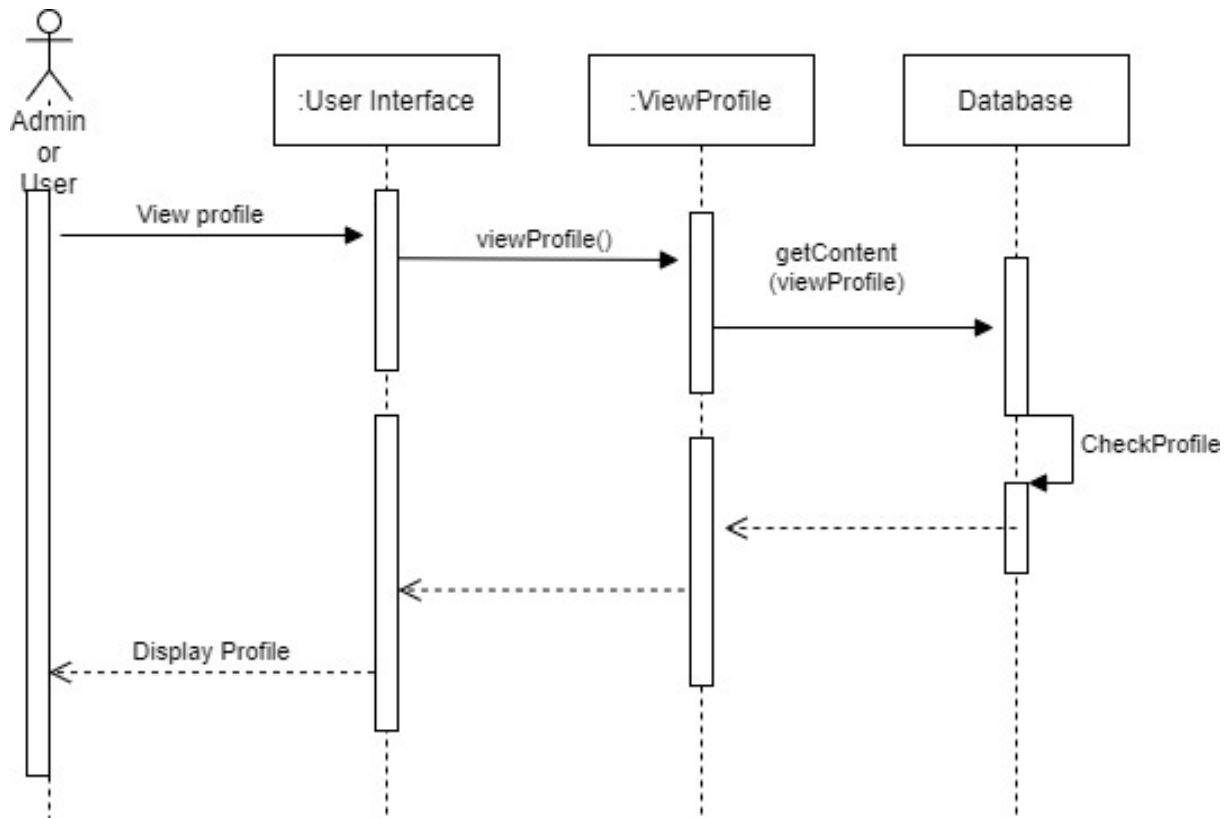 Admin
or
User
:User Interface
:ViewProfile
Database
View profile
viewProfile()
getContent
(viewProfile)
CheckProfile
Display Profile